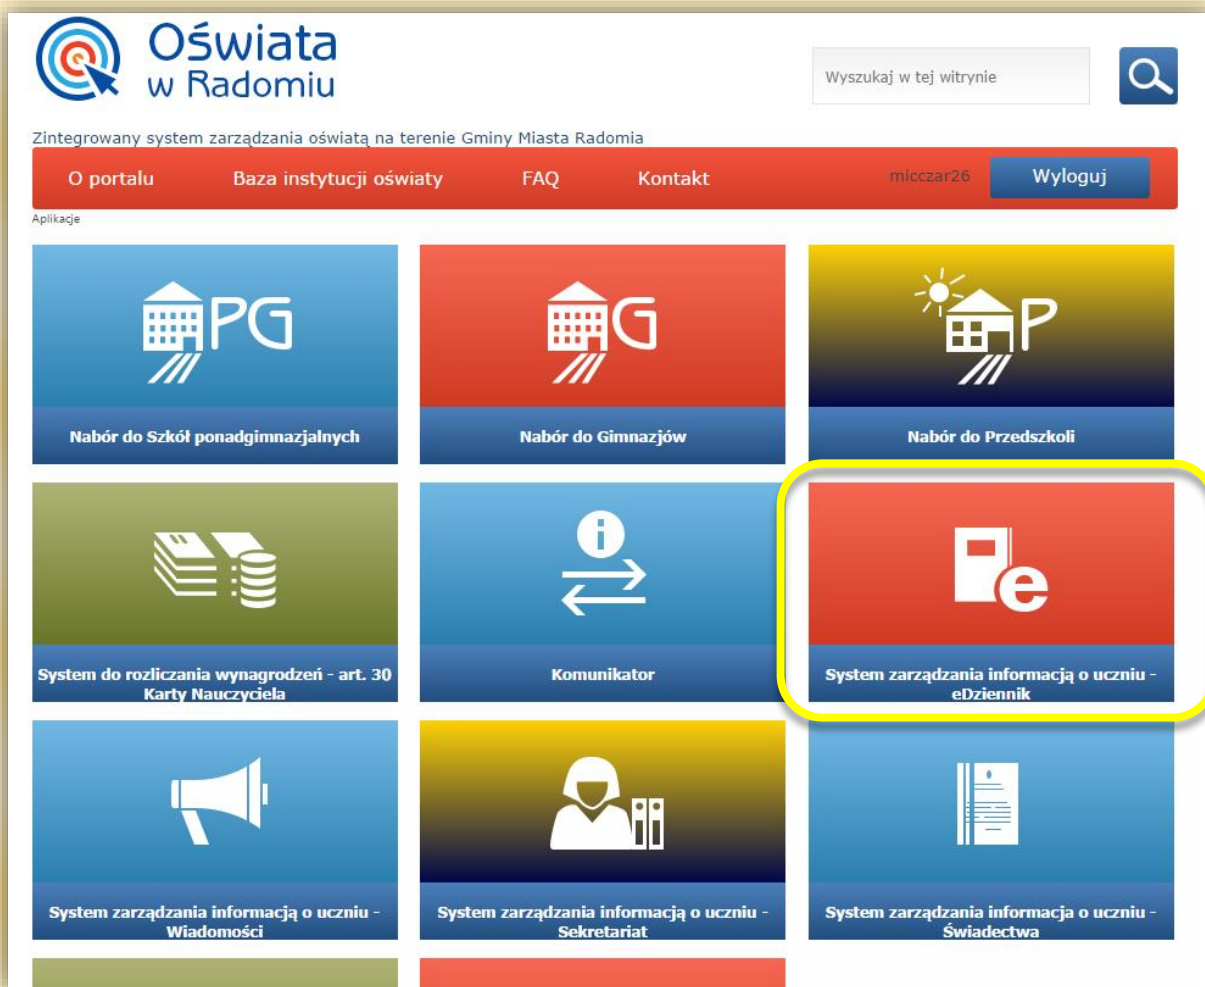 Oświata
w Radomiu
Wyszukaj w tej witrynie
Zintegrowany system zarządzania oświatą na terenie Gminy Miasta Radomia
O portalu Baza instytucji oświaty FAQ Kontakt micczar26 Wyloguj
Aplikacje
PG G P
Nabór do Szkół ponadgimnazjalnych Nabór do Gimnazjów Nabór do Przedszkoli
i
e
System do rozliczania wynagrodzeń - art. 30
Karty Nauczyciela
Komunikator
System zarządzania informacją o uczniu -
eDziennik
System zarządzania informacją o uczniu -
Wiadomości
System zarządzania informacją o uczniu -
Sekretariat
System zarządzania informacja o uczniu -
Świadectwa